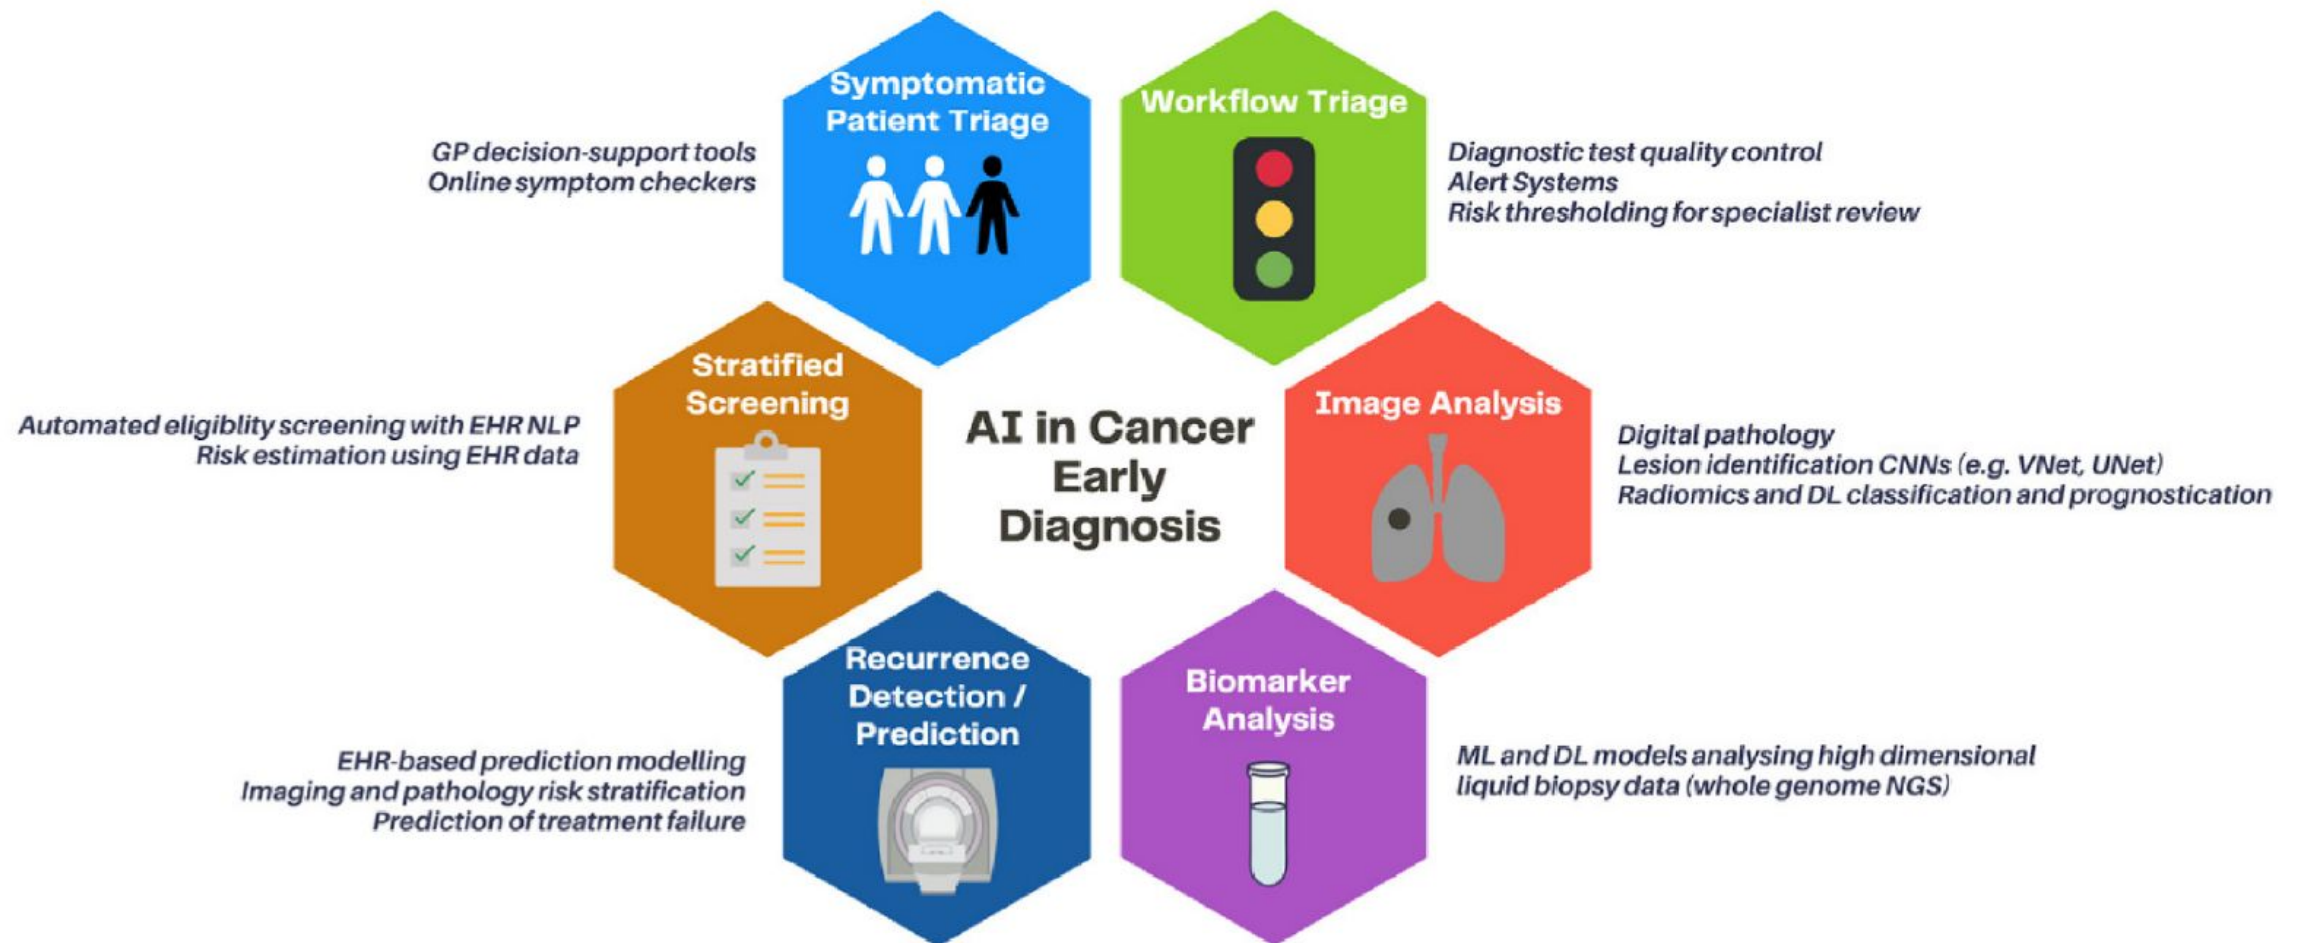 Symptomatic
Patient Triage
GP decision-support tools
Online symptom checkers
Workflow Triage
Diagnostic test quality control
Alert Systems
Risk thresholding for specialist review
Stratified
Screening
Automated eligiblity screening with EHR NLP
Risk estimation using EHR data
AI in Cancer
Early
Diagnosis
Image Analysis
Digital pathology
Lesion identification CNNs (e.g. VNet, UNet)
Radiomics and DL classification and prognostication
Recurrence
Detection /
Prediction
EHR-based prediction modelling
Imaging and pathology risk stratification
Prediction of treatment failure
Biomarker
Analysis
ML and DL models analysing high dimensional
liquid biopsy data (whole genome NGS)